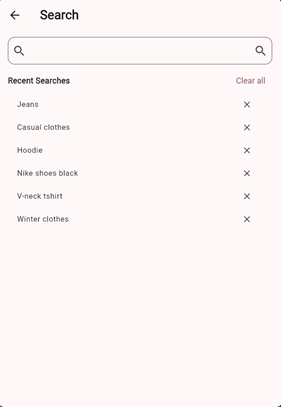 Search
Recent Searches Clear all
Jeans
Casual clothes
Hoodie
Nike shoes black
V-neck tshirt
Winter clothes